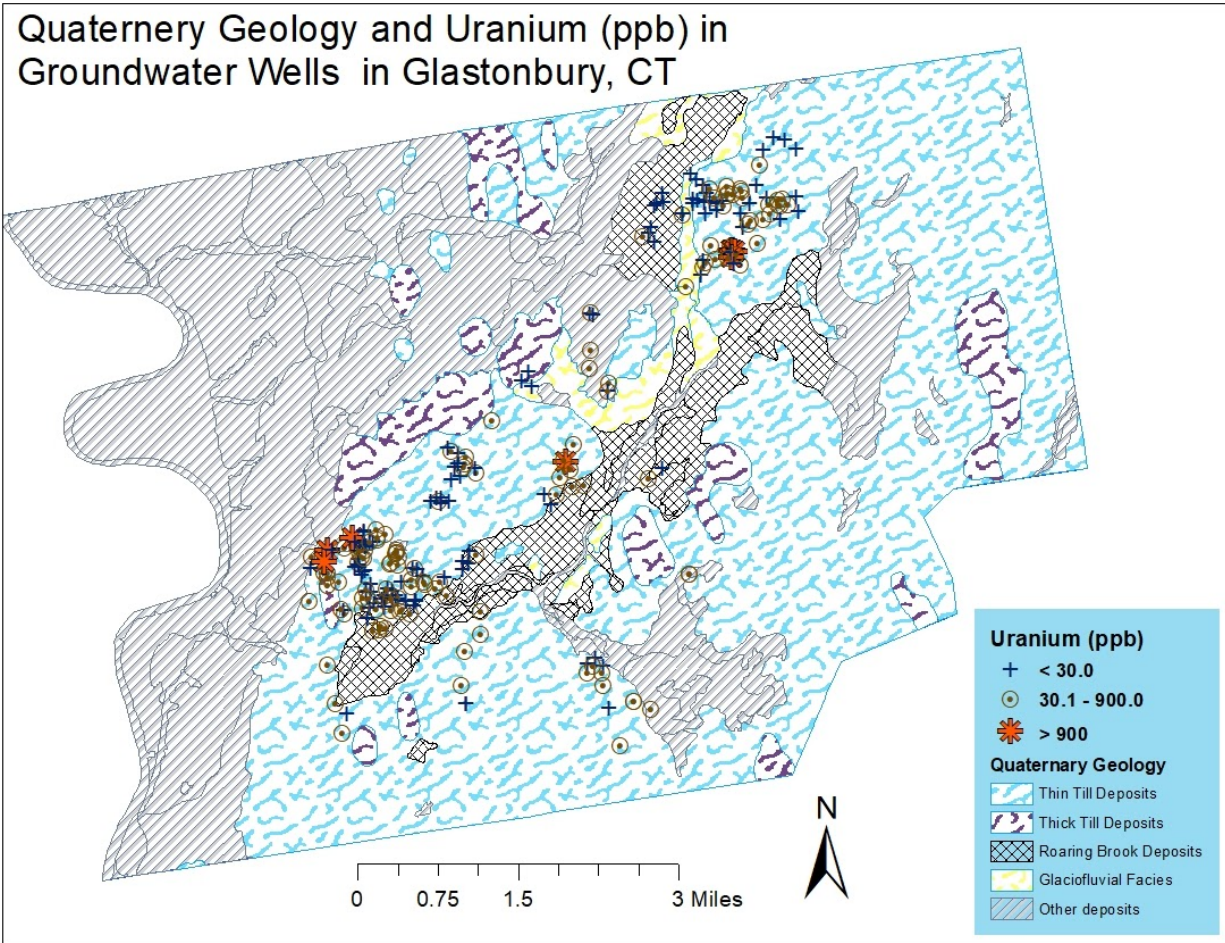 Quaternery Geology and Uranium (ppb) in
Groundwater Wells in Glastonbury, CT
Uranium (ppb)
< 30.0
30.1 - 900.0
> 900
Quaternary Geology
Thin Till Deposits
Thick Till Deposits
Roaring Brook Deposits
Glaciofluvial Facies
Other deposits
N
0 0.75 1.5 3 Miles